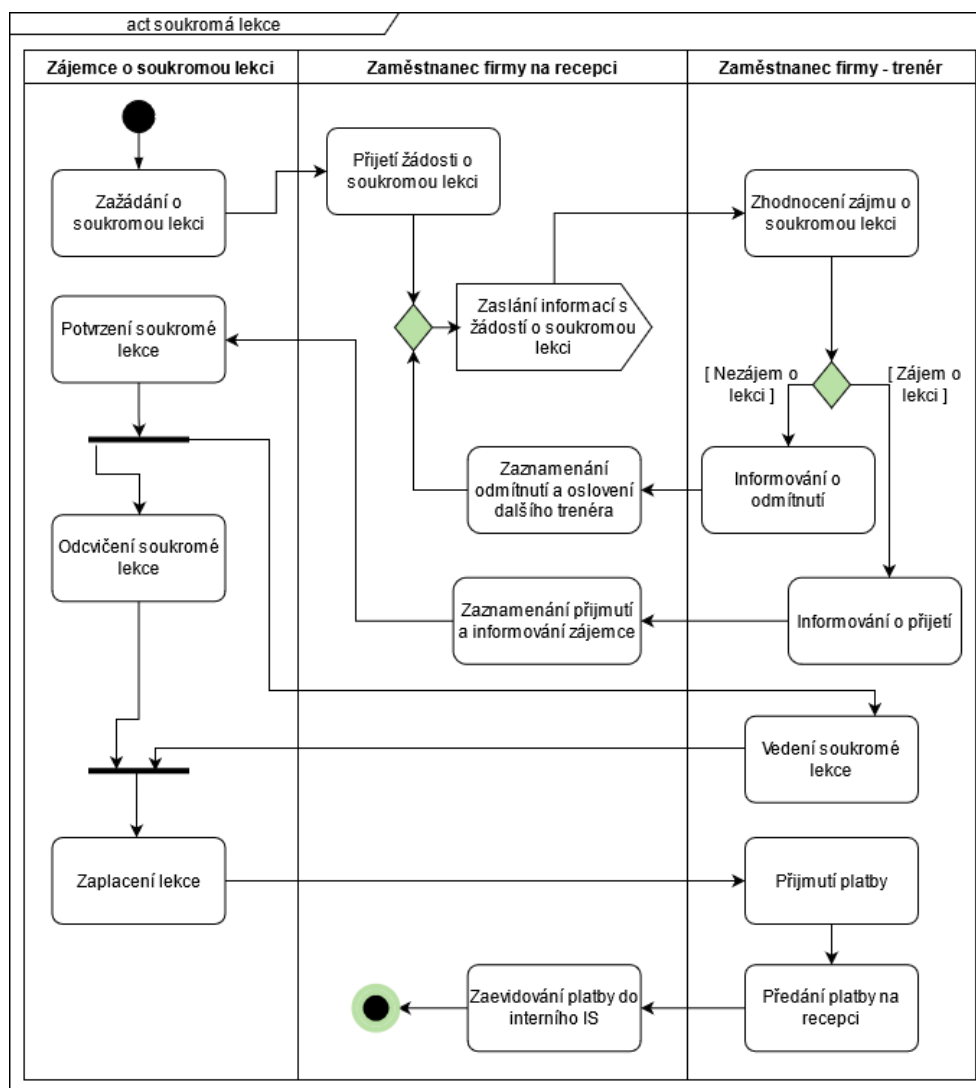 act soukromá lekce
Zájemce o soukromou lekci
Zaměstnanec firmy na recepci
Zaměstnanec firmy - trenér
Zažádání o
soukromou lekci
Přijetí žádosti o
soukromou lekci
Zhodnocení zájmu o
soukromou lekci
Potvrzení soukromé
lekce
Zaslání informací s
žádostí o soukromou
lekci
[ Nezájem o
lekci ]
[ Zájem o
lekci ]
Zaznamenání
odmítnutí a oslovení
dalšího trenéra
Informování o
odmítnutí
Odcvičení soukromé
lekce
Zaznamenání přijmutí
a informování zájemce
Informování o přijetí
Vedení soukromé
lekce
Zaplacení lekce
Přijmutí platby
Zaevidování platby do
interního IS
Předání platby na
recepci